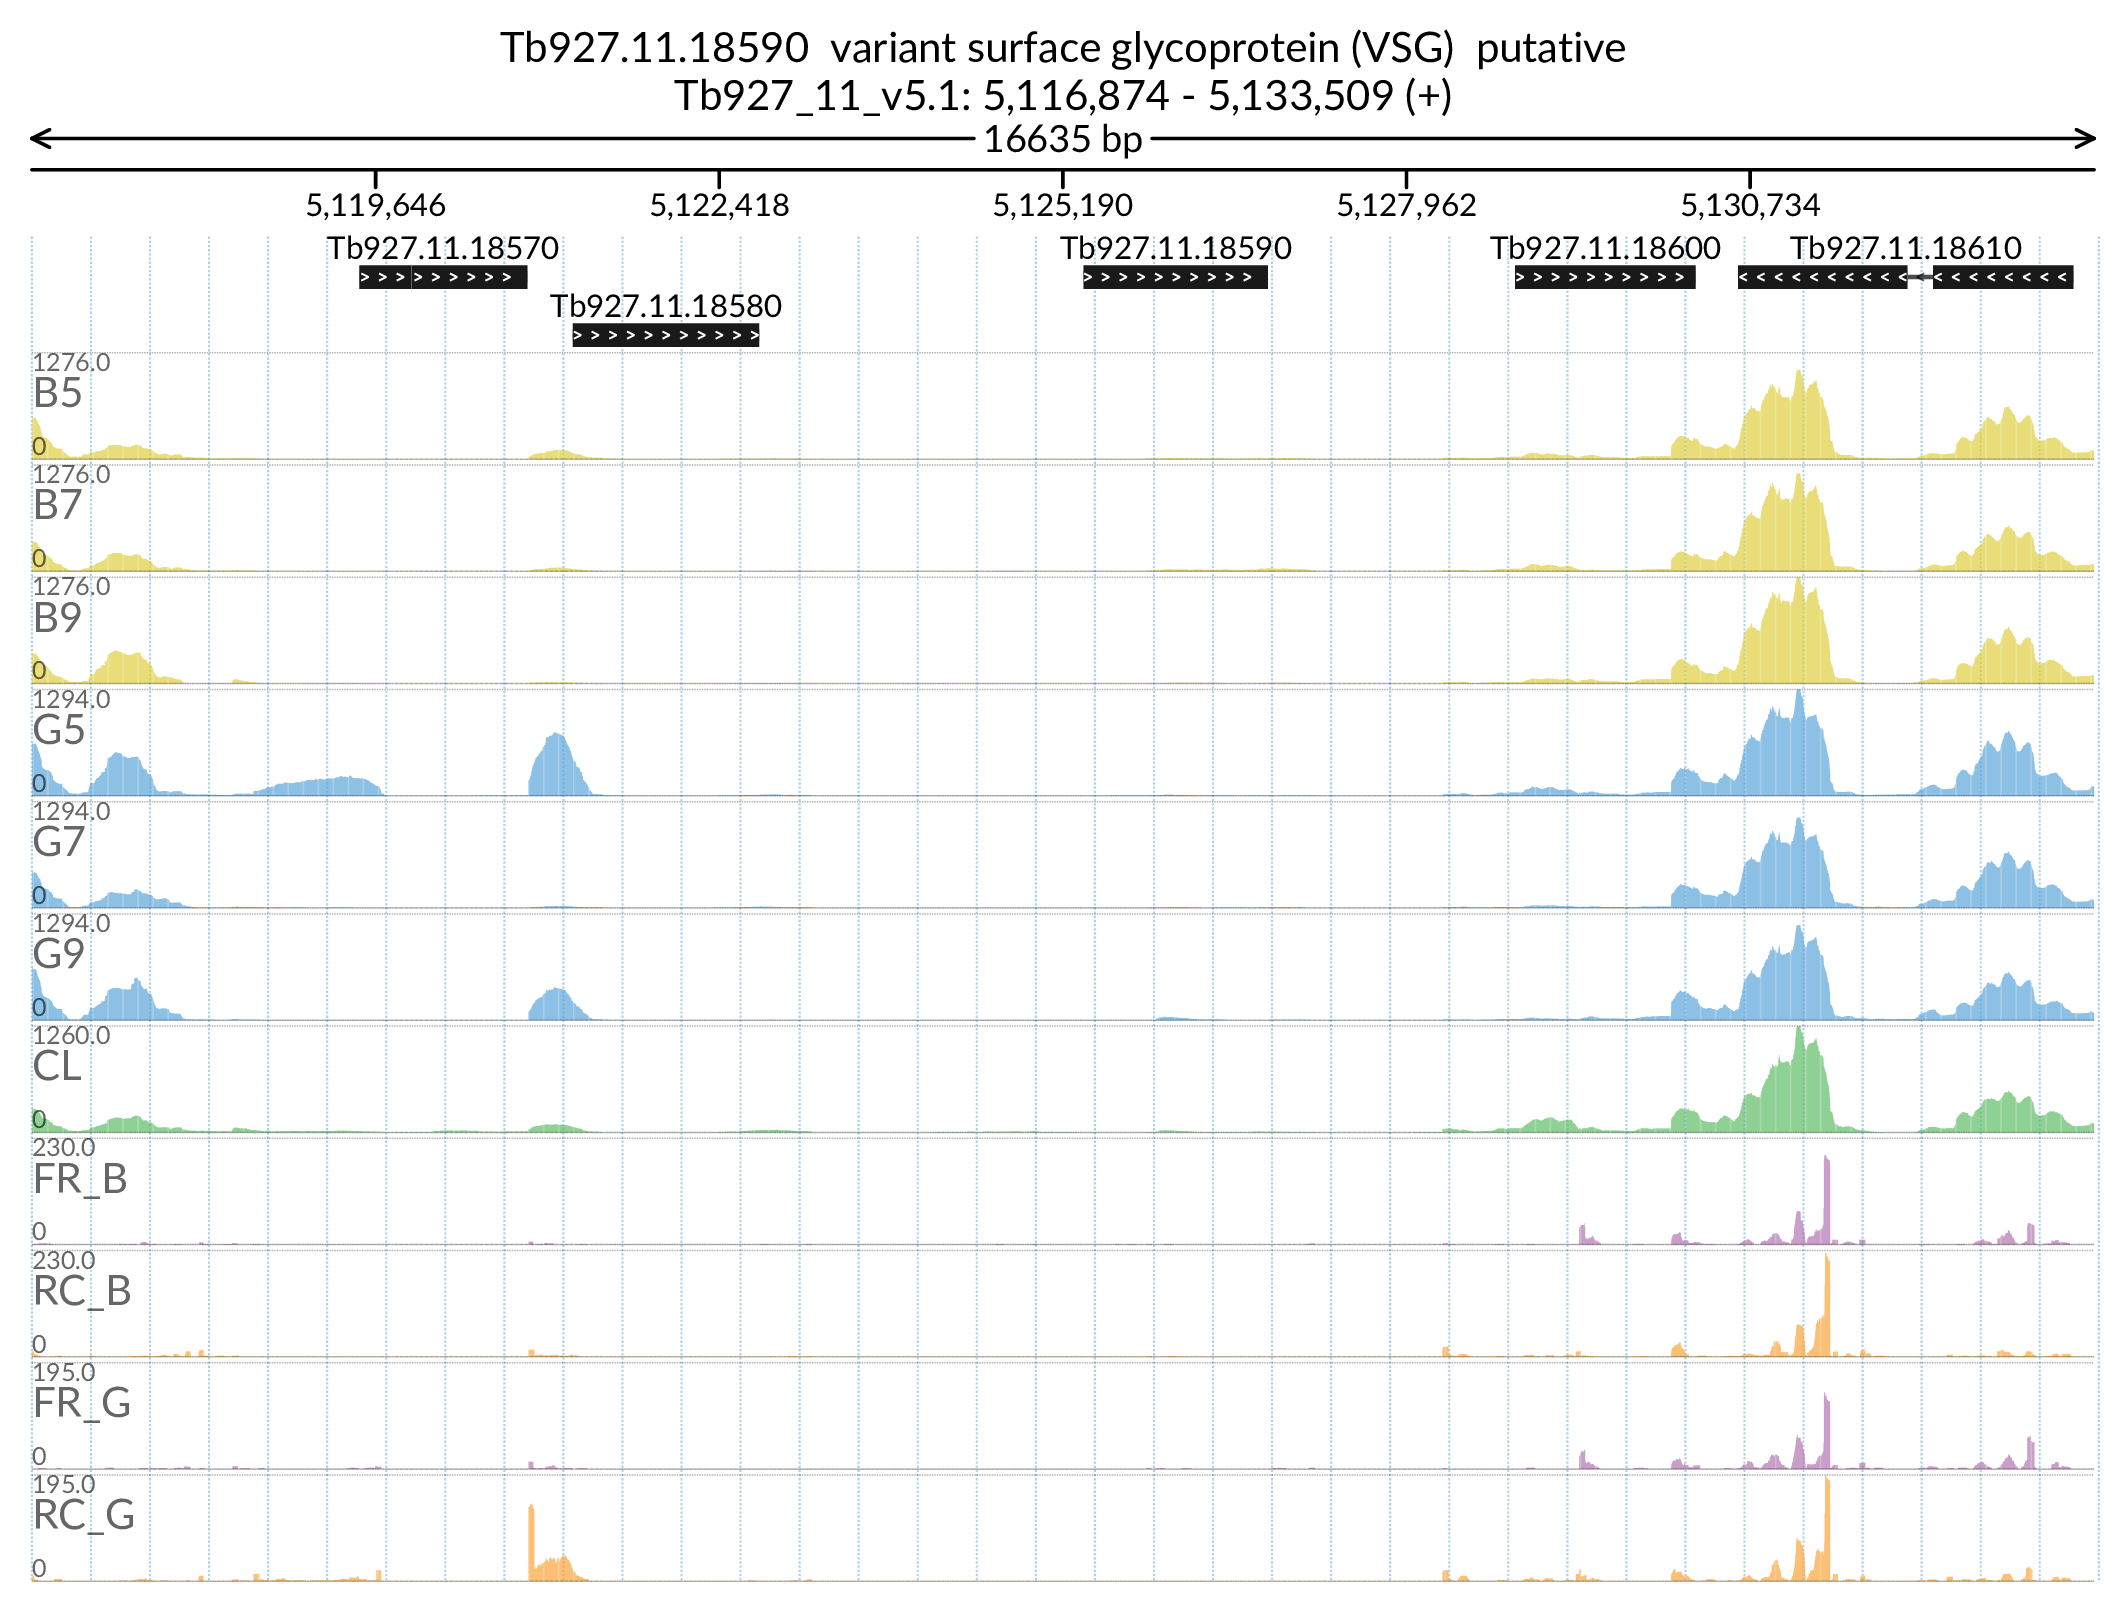 Tb927.11.18590  variant surface glycoprotein (VSG)  putative
Tb927_11_v5.1: 5,116,874 - 5,133,509 (+)
16635 bp
5,119,646 5,122,418 5,125,190 5,127,962 5,130,734
Tb927.11.18570 Tb927.11.18590 Tb927.11.18600 Tb927.11.18610
Tb927.11.18580
1276.0
B5
0
1276.0
B7
0
1276.0
B9
0
1294.0
G5
0
1294.0
G7
0
1294.0
G9
0
1260.0
CL
0
230.0
FR_B
0
230.0
RC_B
0
195.0
FR_G
0
195.0
RC_G
0